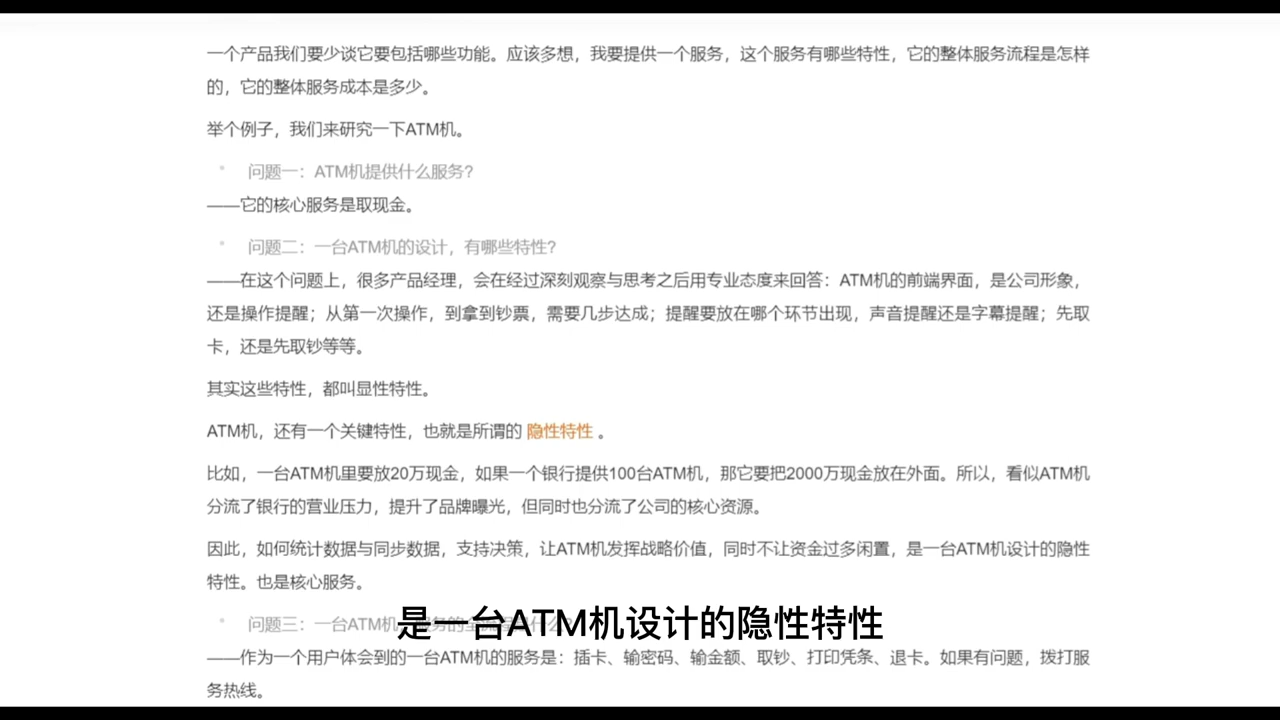 一个产品我们要少谈它要包括哪些功能。应该多想，我要提供一个服务，这个服务有哪些特性，它的整体服务流程是怎样
的，它的整体服务成本是多少。
举个例子，我们来研究一下ATM机。
问题一：ATM机提供什么服务?
——它的核心服务是取现金。
问题二：一台ATM机的设计，有哪些特性?
——在这个问题上，很多产品经理，会在经过深刻观察与思考之后用专业态度来回答：ATM机的前端界面，是公司形象，
还是操作提醒；从第一次操作，到拿到钞票，需要几步达成；提醒要放在哪个环节出现，声音提醒还是字幕提醒；先取
卡，还是先取钞等等。
其实这些特性，都叫显性特性。
ATM机，还有一个关键特性，也就是所谓的 隐性特性 。
比如，一台ATM机里要放20万现金，如果一个银行提供100台ATM机，那它要把2000万现金放在外面。所以，看似ATM机
分流了银行的营业压力，提升了品牌曝光，但同时也分流了公司的核心资源。
因此，如何统计数据与同步数据，支持决策，让ATM机发挥战略价值，同时不让资金过多闲置，是一台ATM机设计的隐性
特性。也是核心服务。
问题三：一台ATM机
是一台ATM机设计的隐性特性
——作为一个用户体会到的一台ATM机的服务是：插卡、输密码、输金额、取钞、打印凭条、退卡。如果有问题，拨打服
务热线。